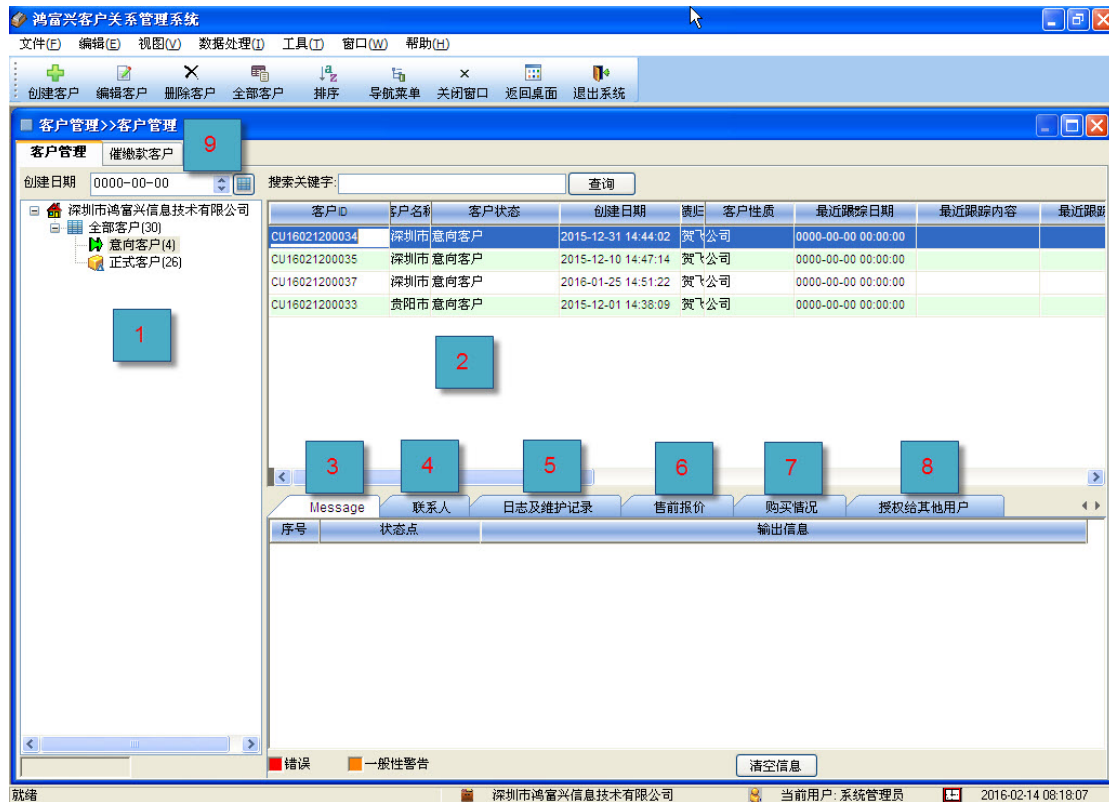 鸿富兴客户关系管理系统
文件(F) 编辑(E) 视图(V) 数据处理(I) 工具(T) 窗口(W) 帮助(H)
创建客户 编辑客户 删除客户 全部客户 排序 导航菜单 关闭窗口 返回桌面 退出系统
客户管理>>客户管理
客户管理 催缴款客户 9
创建日期 0000-00-00 搜索关键字: 查询
深圳市鸿富兴信息技术有限公司
全部客户(30)
意向客户(4)
正式客户(26)
1
客户ID 客户名称 客户状态 创建日期 客户性质 最近跟踪日期 最近跟踪内容 最近跟踪
CU16021200034 深圳市 意向客户 2015-12-31 14:44:02 贺飞 公司 0000-00-00 00:00:00
CU16021200035 深圳市 意向客户 2015-12-10 14:47:14 贺飞 公司 0000-00-00 00:00:00
CU16021200037 深圳市 意向客户 2016-01-25 14:51:22 贺飞 公司 0000-00-00 00:00:00
CU16021200033 贵阳市 意向客户 2015-12-01 14:38:09 贺飞 公司 0000-00-00 00:00:00
2
3 4 5 6 7 8
Message 联系人 日志及维护记录 售前报价 购买情况 授权给其他用户
序号 状态点 输出信息
错误 一般性警告 清空信息
就绪 深圳市鸿富兴信息技术有限公司 当前用户: 系统管理员 2016-02-14 08:18:07